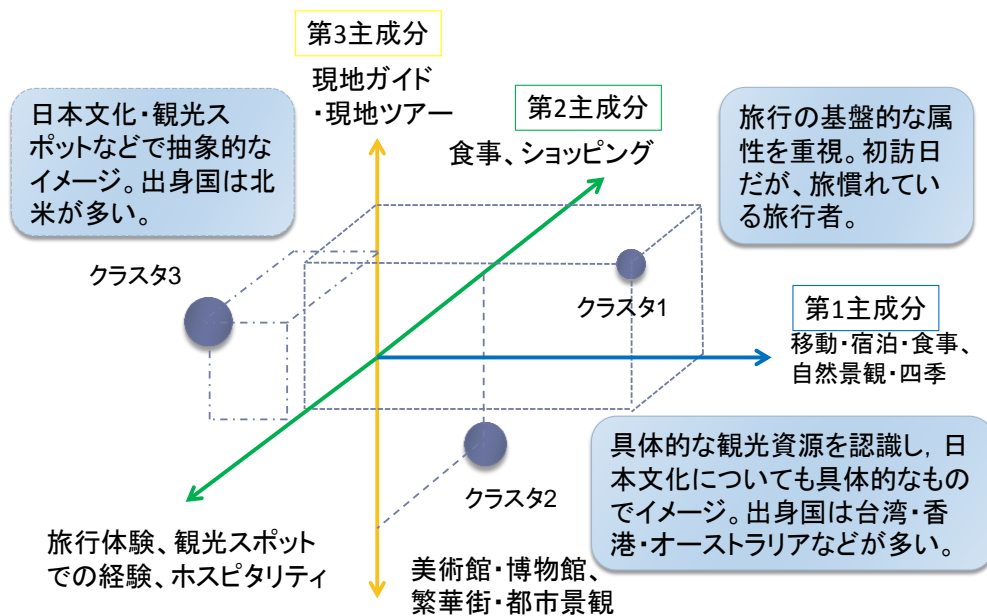 第3主成分
現地ガイド
・現地ツアー
日本文化・観光ス
ポットなどで抽象的な
イメージ。出身国は北
米が多い。
第2主成分
食事、ショッピング
旅行の基盤的な属
性を重視。初訪日
だが、旅慣れてい
る旅行者。
クラスタ3
クラスタ1
第1主成分
移動・宿泊・食事、
自然景観・四季
クラスタ2
具体的な観光資源を認識し, 日
本文化についても具体的なもの
でイメージ。出身国は台湾・香
港・オーストラリアなどが多い。
旅行体験、観光スポット
での経験、ホスピタリティ
美術館・博物館、
繁華街・都市景観